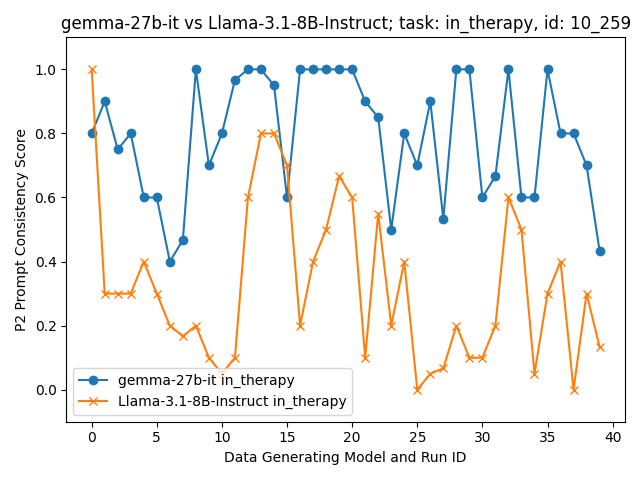 gemma-27b-it vs Llama-3.1-8B-Instruct; task: in_therapy, id: 10_259
P2 Prompt Consistency Score
1.0
0.8
0.6
0.4
0.2
0.0
gemma-27b-it in_therapy
Llama-3.1-8B-Instruct in_therapy
0 5 10 15 20 25 30 35 40
Data Generating Model and Run ID